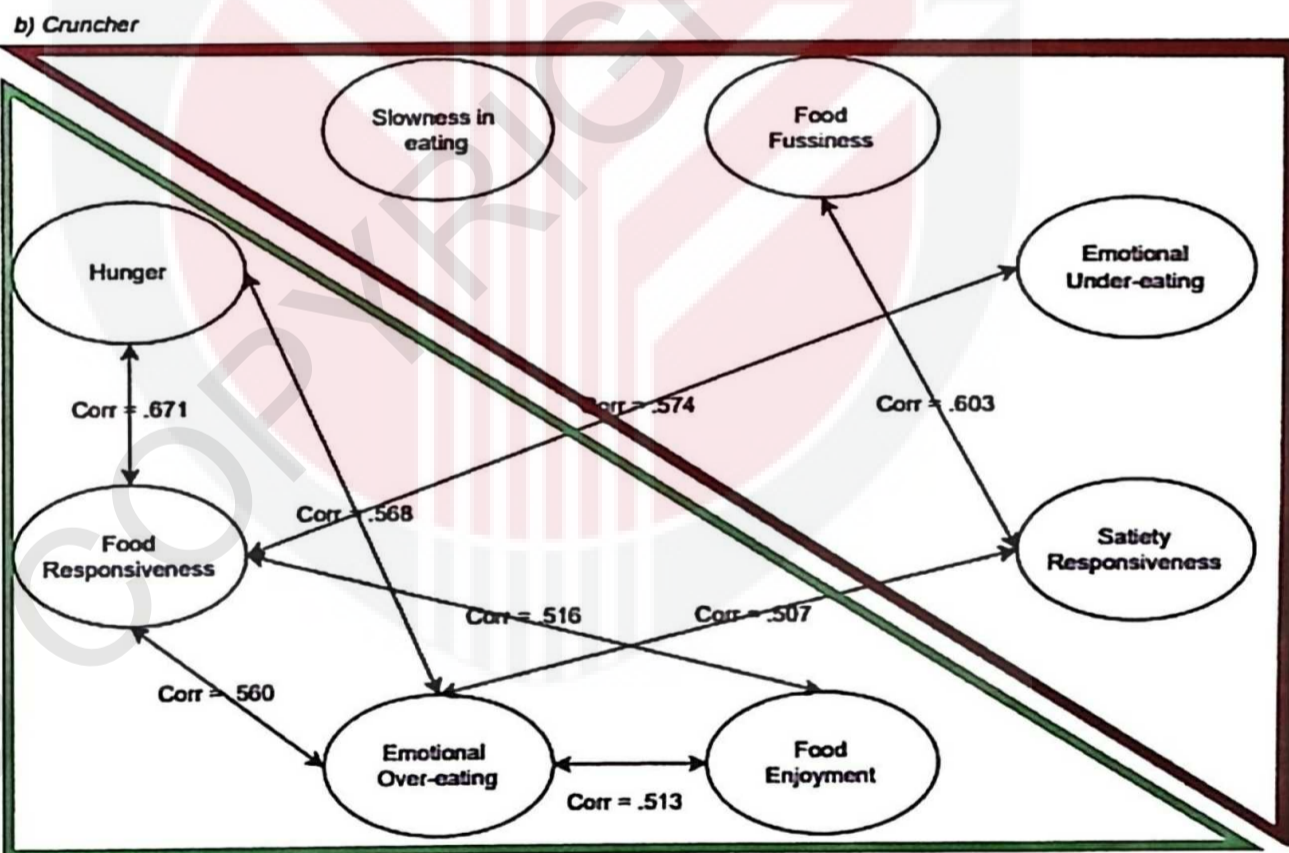 b) Cruncher
Slowness in
eating
Food
Fussiness
Hunger
Emotional
Under-eating
Corr = .671
Corr = .574
Corr = .603
Corr = .568
Food
Responsiveness
Satiety
Responsiveness
Corr = .516
Corr = .507
Corr = .560
Emotional
Over-eating
Food
Enjoyment
Corr = .513
COPYRIG